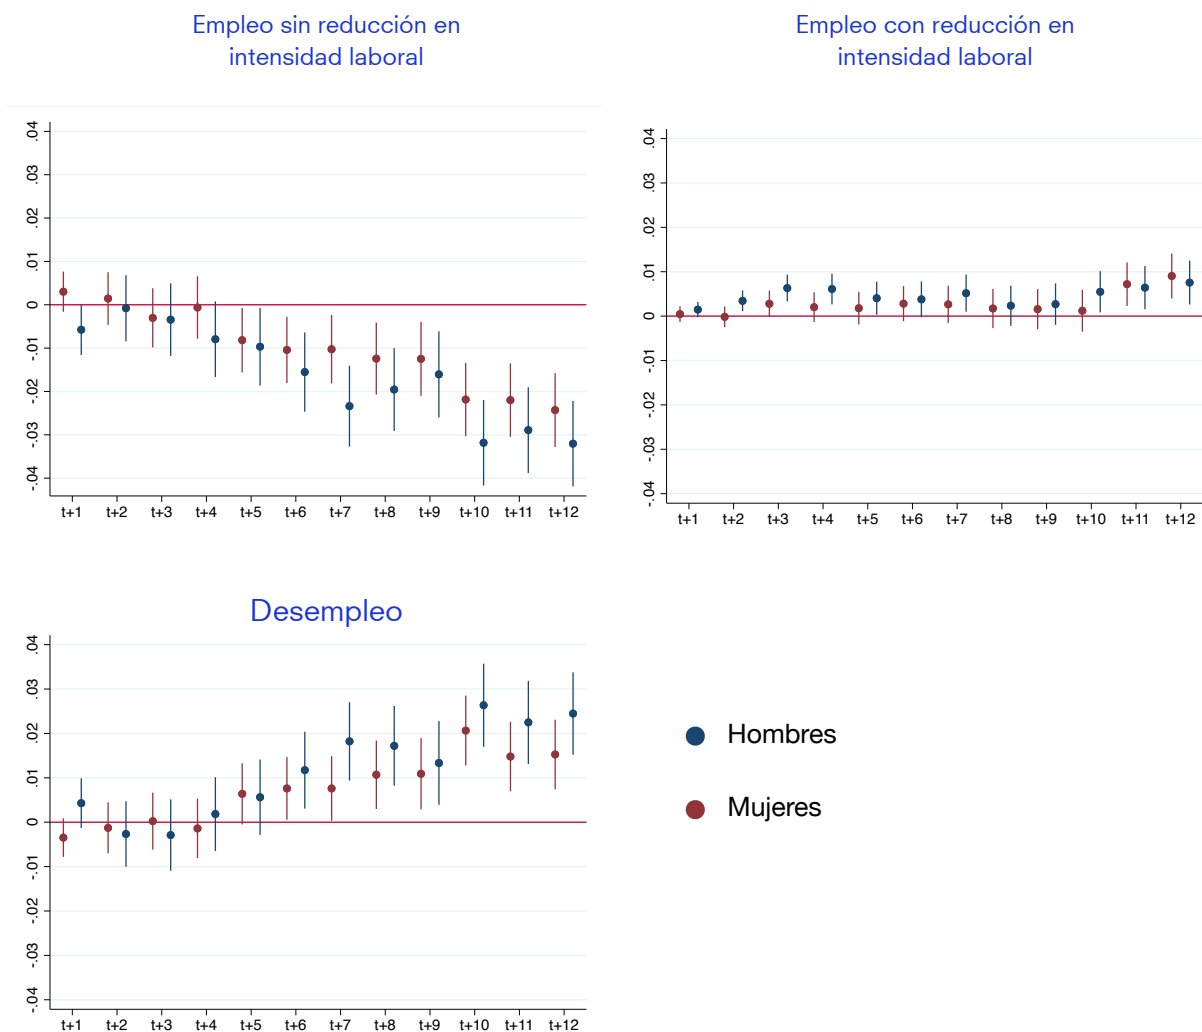 Empleo sin reducción en
intensidad laboral
.04
.03
.02
.01
0
-.01
-.02
-.03
-.04
t+1 t+2 t+3 t+4 t+5 t+6 t+7 t+8 t+9 t+10 t+11 t+12
Empleo con reducción en
intensidad laboral
.04
.03
.02
.01
0
-.01
-.02
-.03
-.04
t+1 t+2 t+3 t+4 t+5 t+6 t+7 t+8 t+9 t+10 t+11 t+12
Desempleo
.04
.03
.02
.01
0
-.01
-.02
-.03
-.04
t+1 t+2 t+3 t+4 t+5 t+6 t+7 t+8 t+9 t+10 t+11 t+12
Hombres
Mujeres